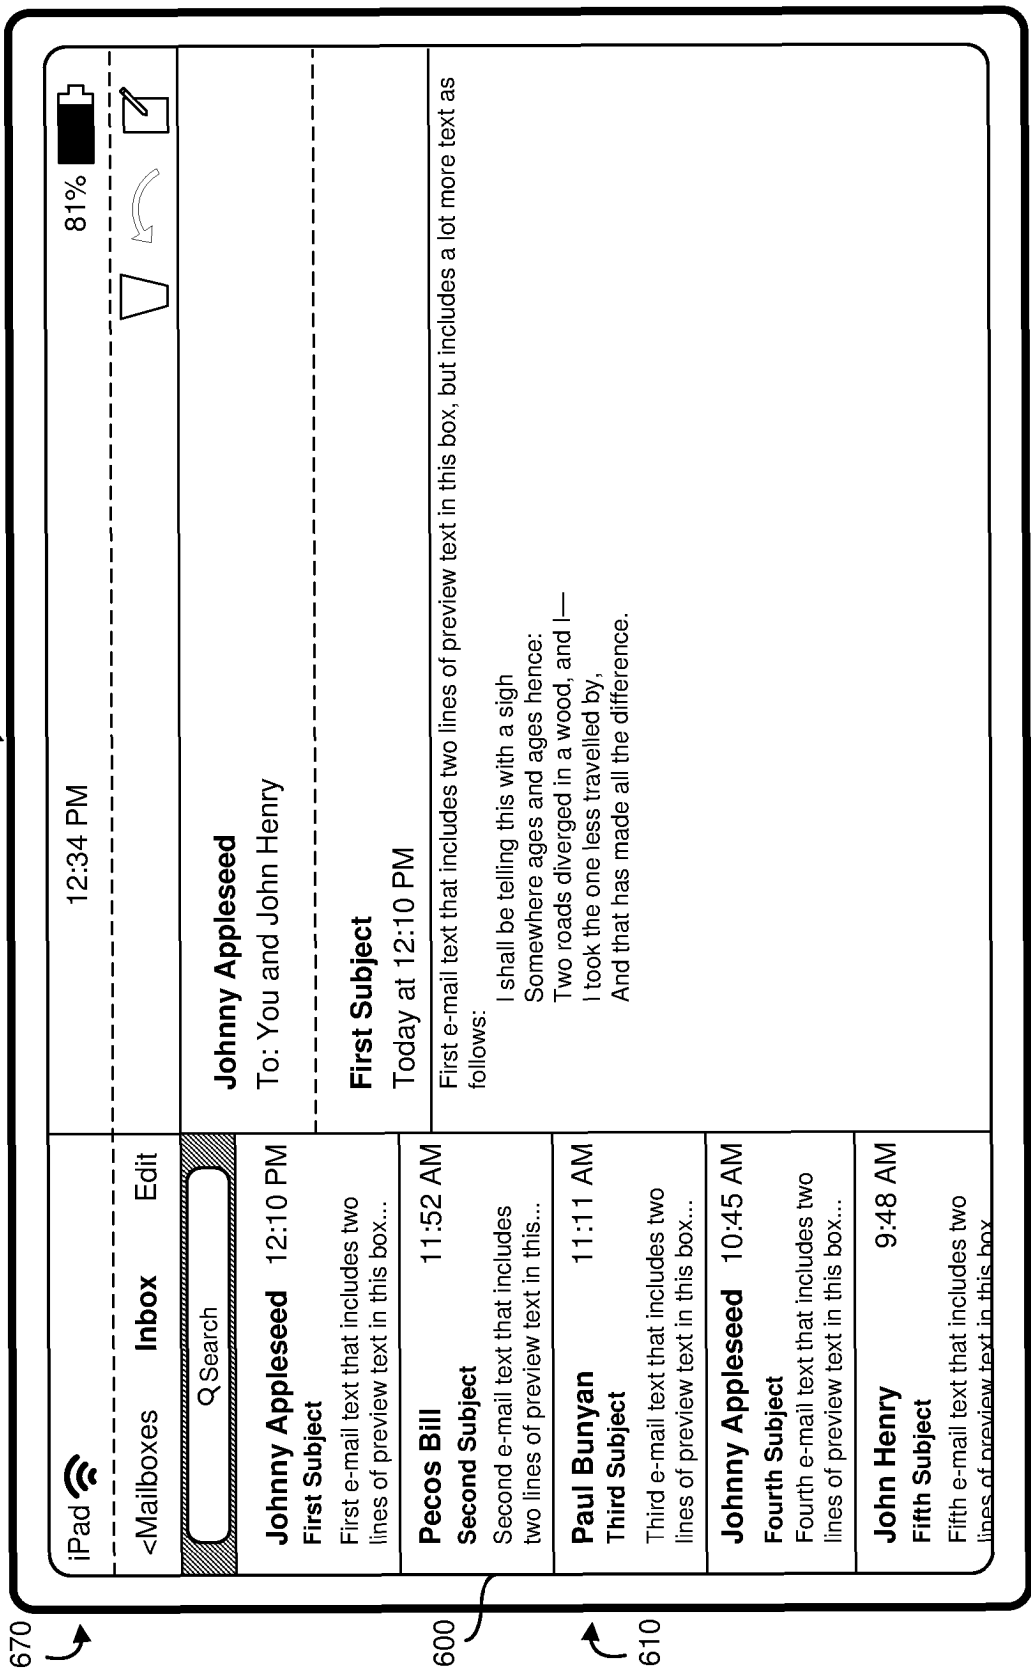 670
600
610
iPad
12:34 PM
81%
<Mailboxes
Inbox
Edit
Search
Johnny Appleseed 12:10 PM
First Subject
First e-mail text that includes two
lines of preview text in this box...
Pecos Bill 11:52 AM
Second Subject
Second e-mail text that includes
two lines of preview text in this...
Paul Bunyan 11:11 AM
Third Subject
Third e-mail text that includes two
lines of preview text in this box...
Johnny Appleseed 10:45 AM
Fourth Subject
Fourth e-mail text that includes two
lines of preview text in this box...
John Henry 9:48 AM
Fifth Subject
Fifth e-mail text that includes two
lines of preview text in this box
Johnny Appleseed
To: You and John Henry
First Subject
Today at 12:10 PM
First e-mail text that includes two lines of preview text in this box, but includes a lot more text as
follows:
I shall be telling this with a sigh
Somewhere ages and ages hence:
Two roads diverged in a wood, and I—
I took the one less travelled by,
And that has made all the difference.